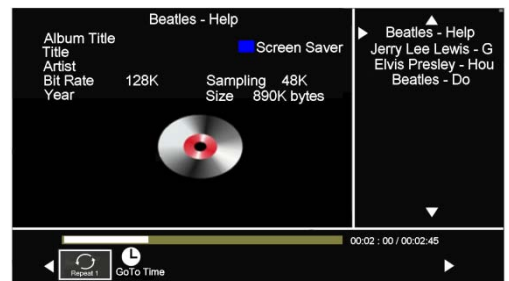 Beatles - Help
Album Title
Title
Screen Saver
Artist
Bit Rate 128K Sampling 48K
Year Size 890K bytes
Beatles - Help
Jerry Lee Lewis - G
Elvis Presley - Hou
Beatles - Do
00:02 : 00 / 00:02:45
Repeat 1
GoTo Time